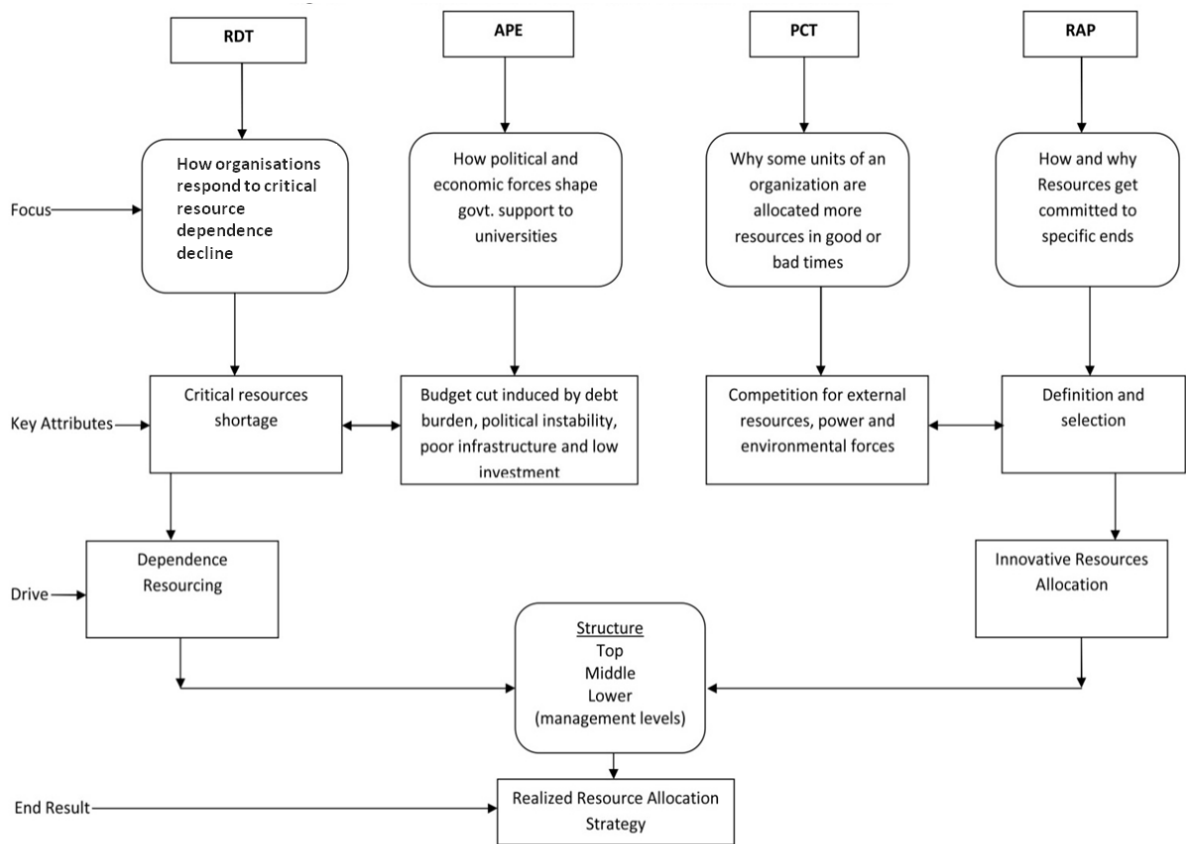 RDT
APE
PCT
RAP
Focus
How organisations
respond to critical
resource
dependence
decline
How political and
economic forces shape
govt. support to
universities
Why some units of an
organization are
allocated more
resources in good or
bad times
How and why
Resources get
committed to
specific ends
Key Attributes
Critical resources
shortage
Budget cut induced by debt
burden, political instability,
poor infrastructure and low
investment
Competition for external
resources, power and
environmental forces
Definition and
selection
Drive
Dependence
Resourcing
Innovative Resources
Allocation
Structure
Top
Middle
Lower
(management levels)
End Result
Realized Resource Allocation
Strategy